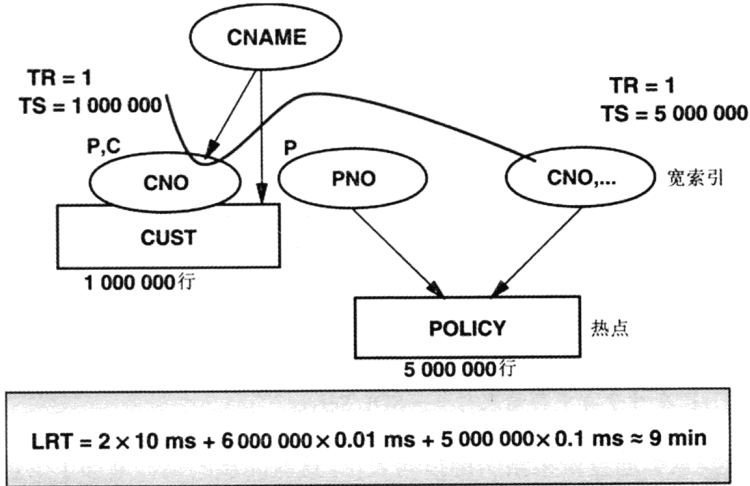 CNAME
TR = 1
TS = 1 000 000
TR = 1
TS = 5 000 000
P,C
P
CNO
PNO
CNO,...
宽索引
CUST
1 000 000行
POLICY
热点
5 000 000行
LRT = 2 × 10 ms + 6 000 000 × 0.01 ms + 5 000 000 × 0.1 ms ≈ 9 min